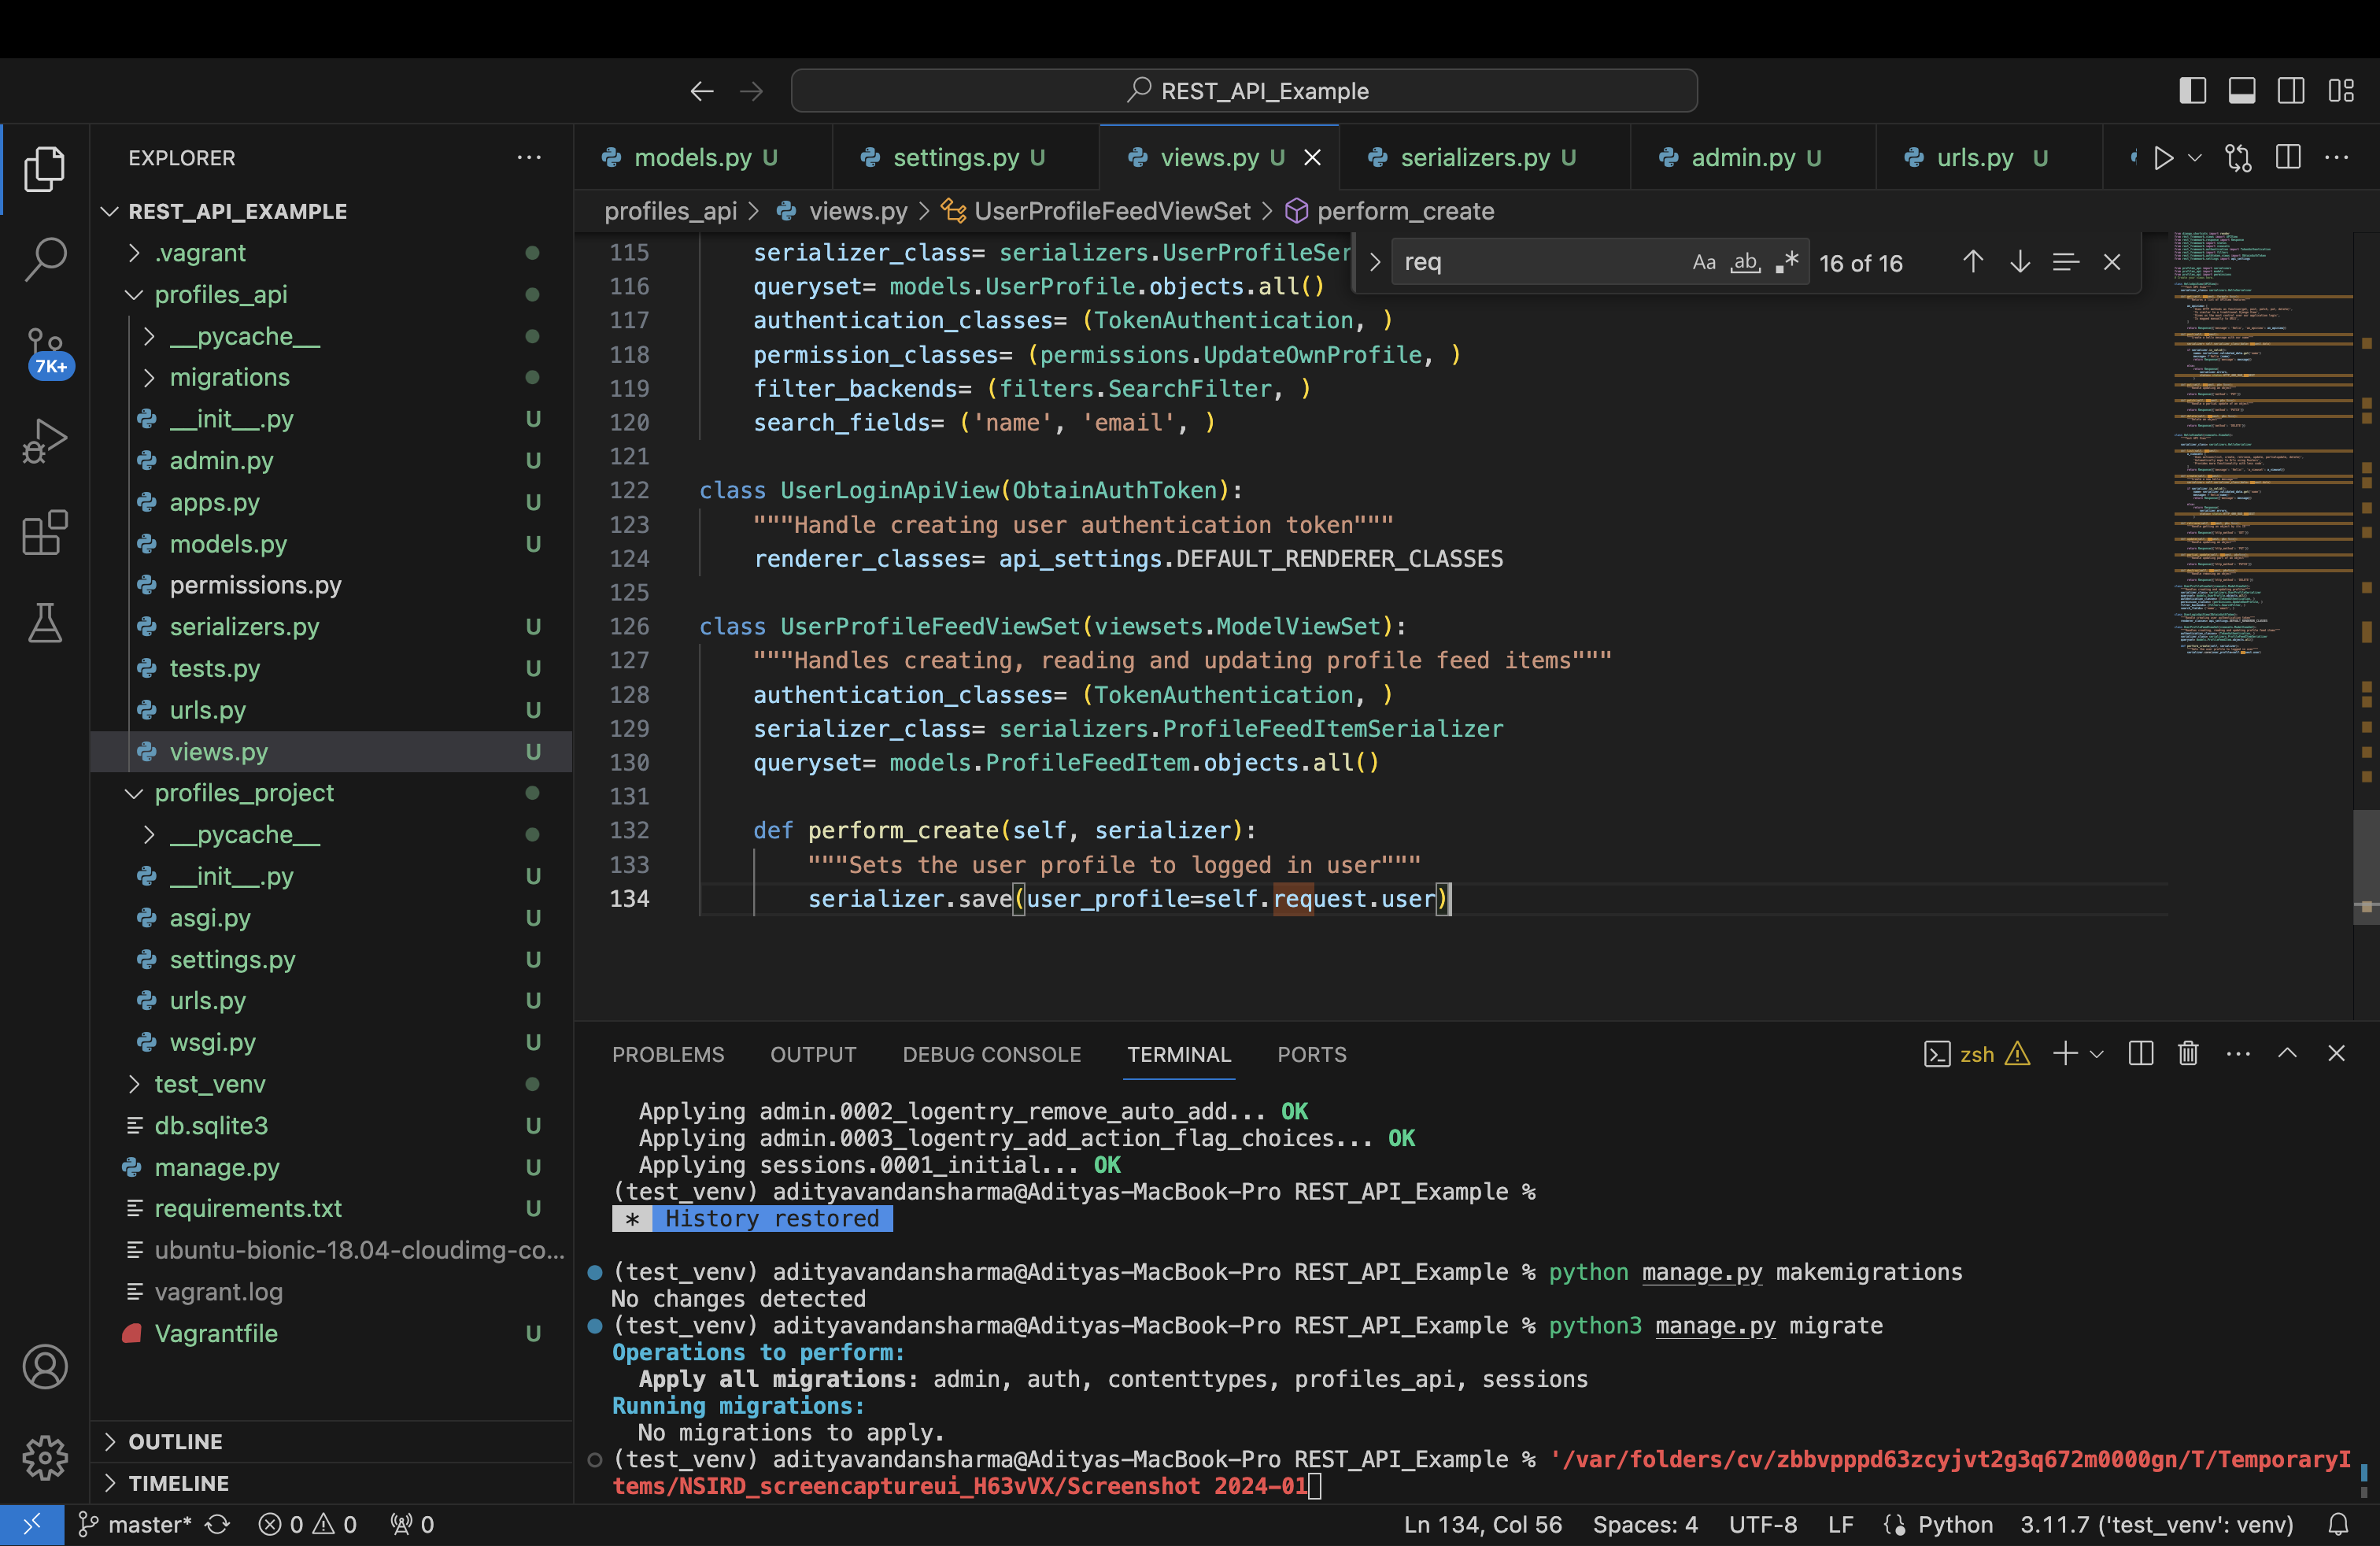 REST_API_Example
EXPLORER
REST_API_EXAMPLE
.vagrant
profiles_api
__pycache__
migrations
__init__.py U
admin.py U
apps.py U
models.py U
permissions.py
serializers.py U
tests.py U
urls.py U
views.py U
profiles_project
__pycache__
__init__.py U
asgi.py U
settings.py U
urls.py U
wsgi.py U
test_venv
db.sqlite3 U
manage.py U
requirements.txt U
ubuntu-bionic-18.04-cloudimg-co...
vagrant.log
Vagrantfile U
OUTLINE
TIMELINE
7K+
models.py U settings.py U views.py U serializers.py U admin.py U urls.py U
profiles_api > views.py > UserProfileFeedViewSet > perform_create
req Aa ab .* 16 of 16
115 serializer_class= serializers.UserProfileSer
116 queryset= models.UserProfile.objects.all()
117 authentication_classes= (TokenAuthentication, )
118 permission_classes= (permissions.UpdateOwnProfile, )
119 filter_backends= (filters.SearchFilter, )
120 search_fields= ('name', 'email', )
121
122 class UserLoginApiView(ObtainAuthToken):
123 """Handle creating user authentication token"""
124 renderer_classes= api_settings.DEFAULT_RENDERER_CLASSES
125
126 class UserProfileFeedViewSet(viewsets.ModelViewSet):
127 """Handles creating, reading and updating profile feed items"""
128 authentication_classes= (TokenAuthentication, )
129 serializer_class= serializers.ProfileFeedItemSerializer
130 queryset= models.ProfileFeedItem.objects.all()
131
132 def perform_create(self, serializer):
133 """Sets the user profile to logged in user"""
134 serializer.save(user_profile=self.request.user)
PROBLEMS OUTPUT DEBUG CONSOLE TERMINAL PORTS zsh
Applying admin.0002_logentry_remove_auto_add... OK
Applying admin.0003_logentry_add_action_flag_choices... OK
Applying sessions.0001_initial... OK
(test_venv) adityavandansharma@Adityas-MacBook-Pro REST_API_Example %
* History restored
(test_venv) adityavandansharma@Adityas-MacBook-Pro REST_API_Example % python manage.py makemigrations
No changes detected
(test_venv) adityavandansharma@Adityas-MacBook-Pro REST_API_Example % python3 manage.py migrate
Operations to perform:
Apply all migrations: admin, auth, contenttypes, profiles_api, sessions
Running migrations:
No migrations to apply.
(test_venv) adityavandansharma@Adityas-MacBook-Pro REST_API_Example % '/var/folders/cv/zbbvpppd63zcyjvt2g3q672m0000gn/T/TemporaryI
tems/NSIRD_screencaptureui_H63vVX/Screenshot 2024-01
master* 0 0 0 Ln 134, Col 56 Spaces: 4 UTF-8 LF Python 3.11.7 ('test_venv': venv)